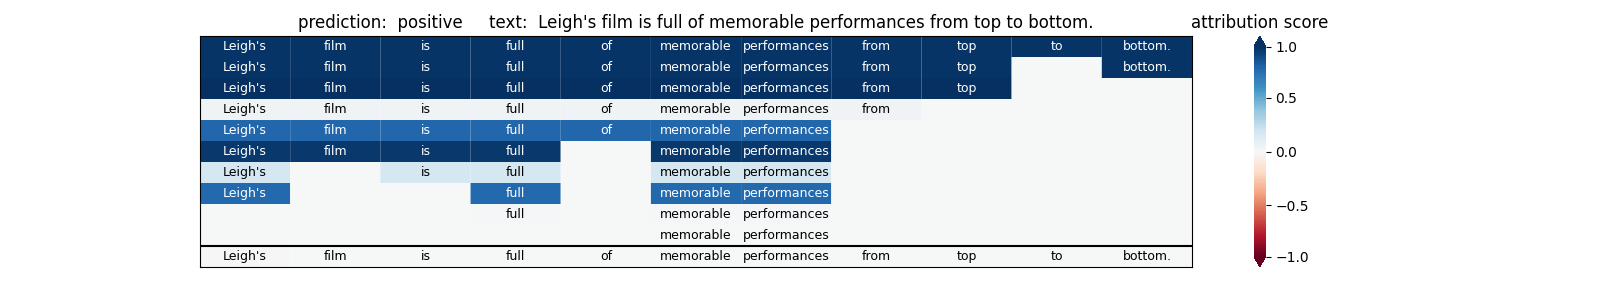 prediction:  positive     text:  Leigh's film is full of memorable performances from top to bottom.     attribution score
Leigh's film is full of memorable performances from top to bottom. 1.0
Leigh's film is full of memorable performances from top bottom.
Leigh's film is full of memorable performances from top
Leigh's film is full of memorable performances from 0.5
Leigh's film is full of memorable performances
Leigh's film is full memorable performances 0.0
Leigh's is full memorable performances
Leigh's full memorable performances −0.5
full memorable performances
memorable performances
Leigh's film is full of memorable performances from top to bottom. −1.0